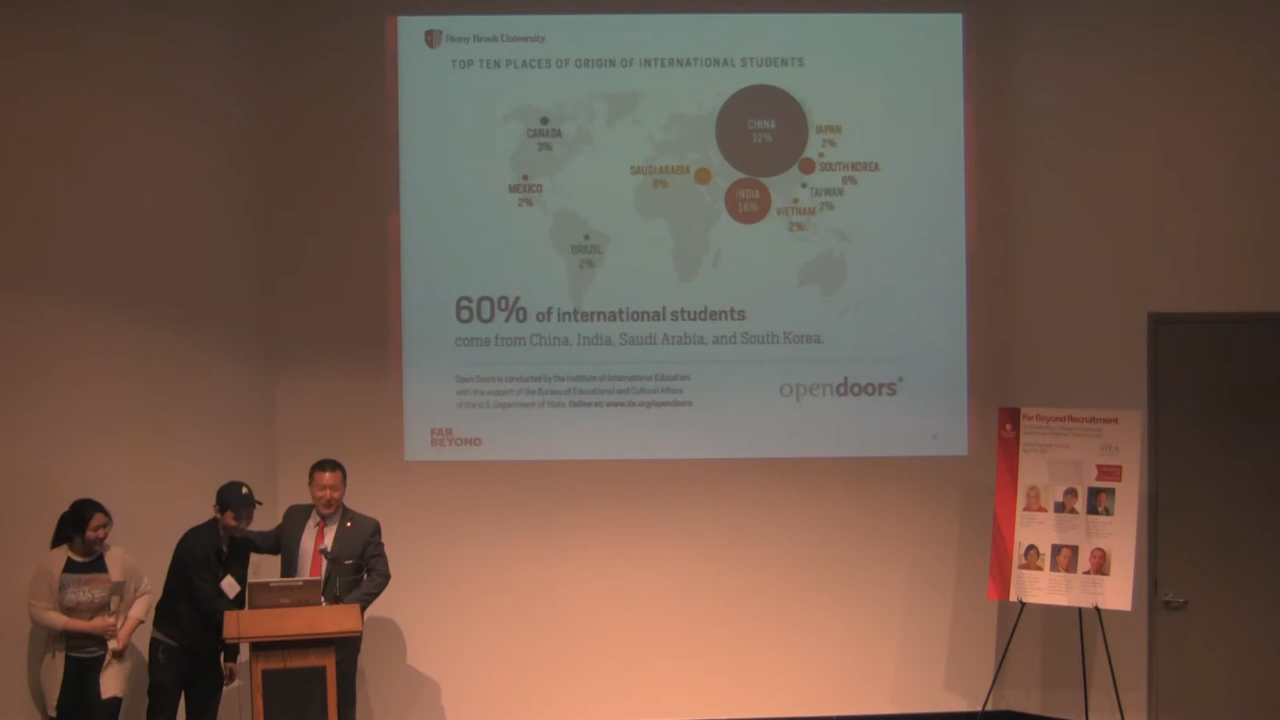 Stony Brook University
TOP TEN PLACES OF ORIGIN OF INTERNATIONAL STUDENTS
CANADA
3%
MEXICO
2%
BRAZIL
2%
SAUDI ARABIA
6%
CHINA
32%
INDIA
16%
JAPAN
2%
SOUTH KOREA
6%
TAIWAN
2%
VIETNAM
2%
60% of international students
come from China, India, Saudi Arabia, and South Korea.
Open Doors is conducted by the Institute of International Education
with the support of the Bureau of Educational and Cultural Affairs
of the U.S. Department of State. Online at: www.iie.org/opendoors
opendoors®
FAR
BEYOND
Far Beyond Recruitment